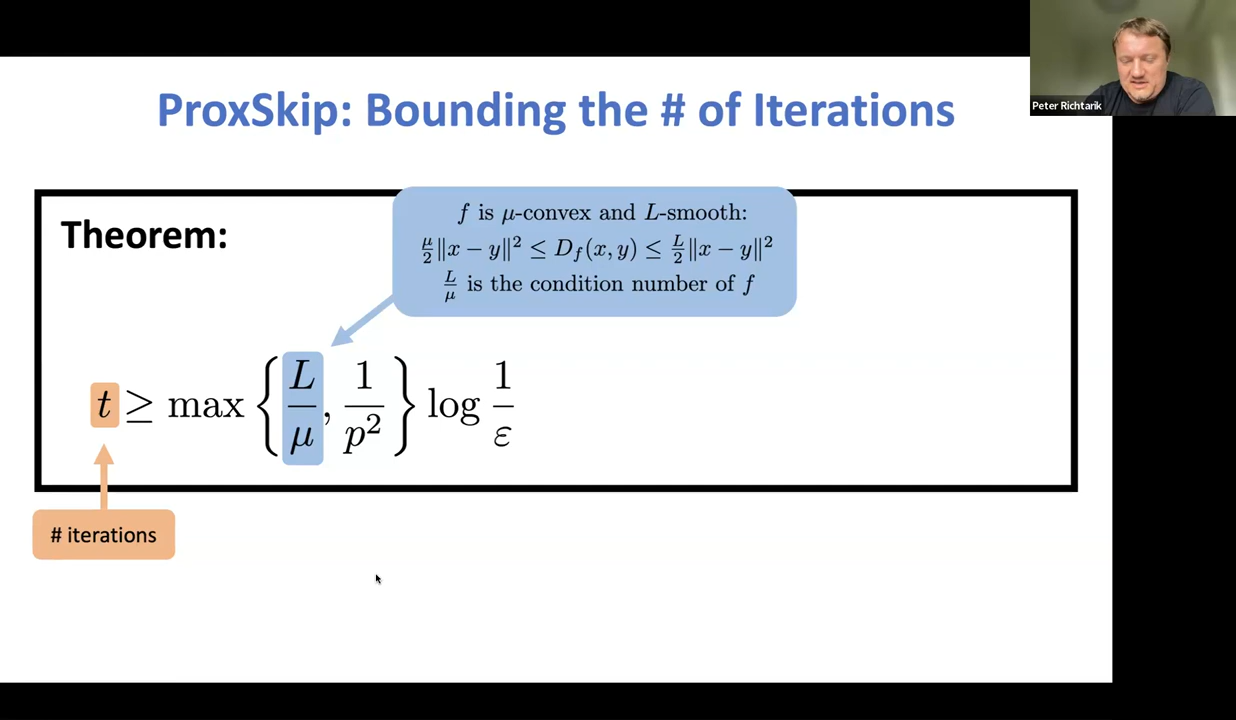 ProxSkip: Bounding the # of Iterations
Peter Richtarik
Theorem:
f is μ-convex and L-smooth:
μ/2 ‖x − y‖² ≤ D_f(x, y) ≤ L/2 ‖x − y‖²
L/μ is the condition number of f
t ≥ max { L/μ, 1/p² } log 1/ε
# iterations